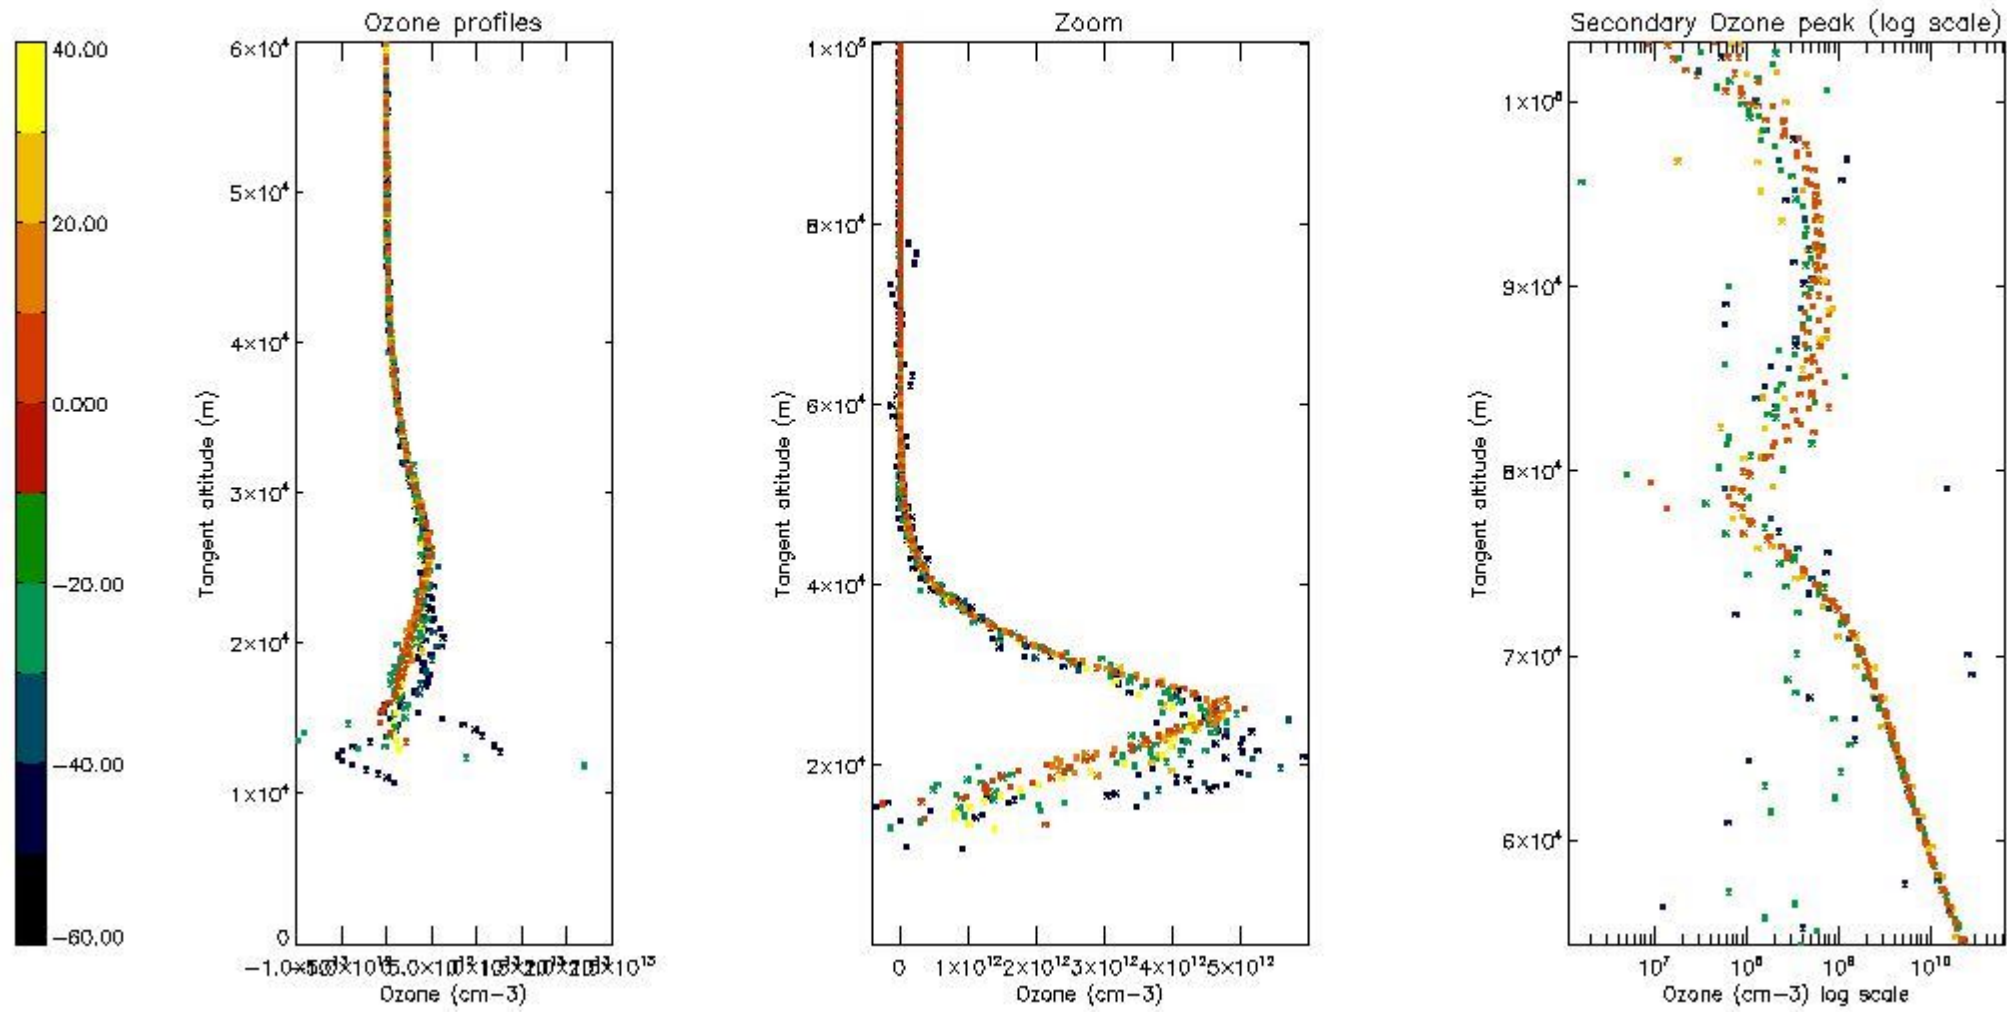 Ozone profiles
Zoom
Secondary Ozone peak (log scale)
40.00
20.00
0.000
−20.00
−40.00
−60.00
6×10⁴
5×10⁴
4×10⁴
3×10⁴
2×10⁴
1×10⁴
0
Tangent altitude (m)
Ozone (cm−3)
1×10⁵
8×10⁴
6×10⁴
4×10⁴
2×10⁴
Tangent altitude (m)
0 1×10¹² 2×10¹² 3×10¹² 4×10¹² 5×10¹²
Ozone (cm−3)
9×10⁴
8×10⁴
7×10⁴
6×10⁴
Tangent altitude (m)
10⁷ 10⁸ 10⁹ 10¹⁰
Ozone (cm−3) log scale